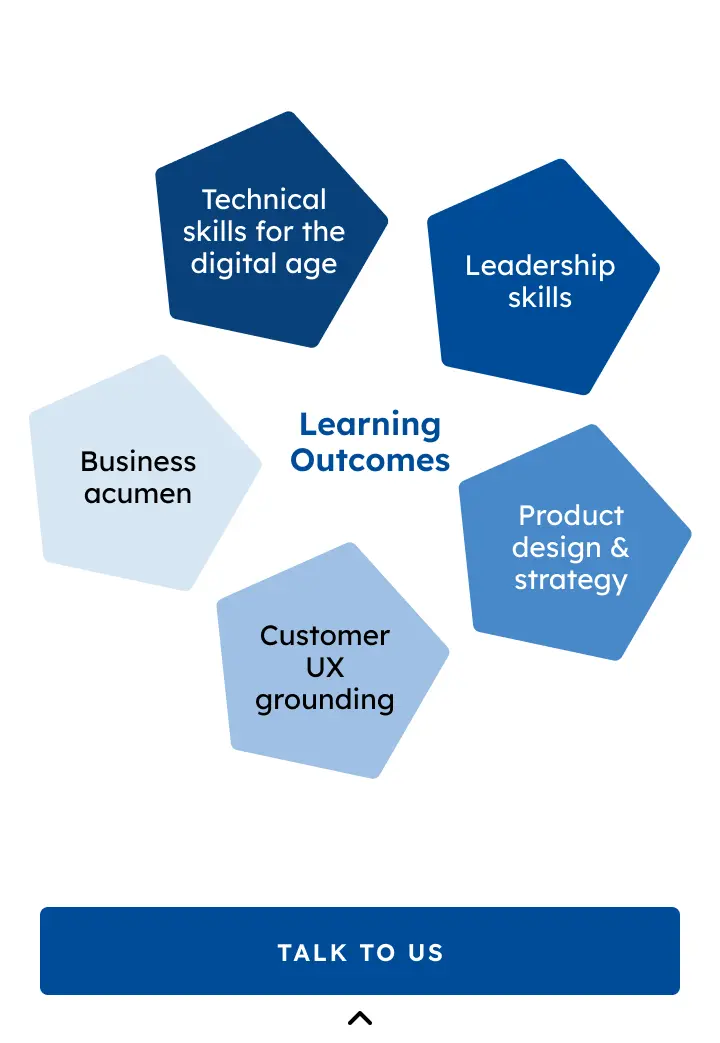 Technical
skills for the
digital age
Leadership
skills
Learning
Outcomes
Business
acumen
Product
design &
strategy
Customer
UX
grounding
TALK TO US